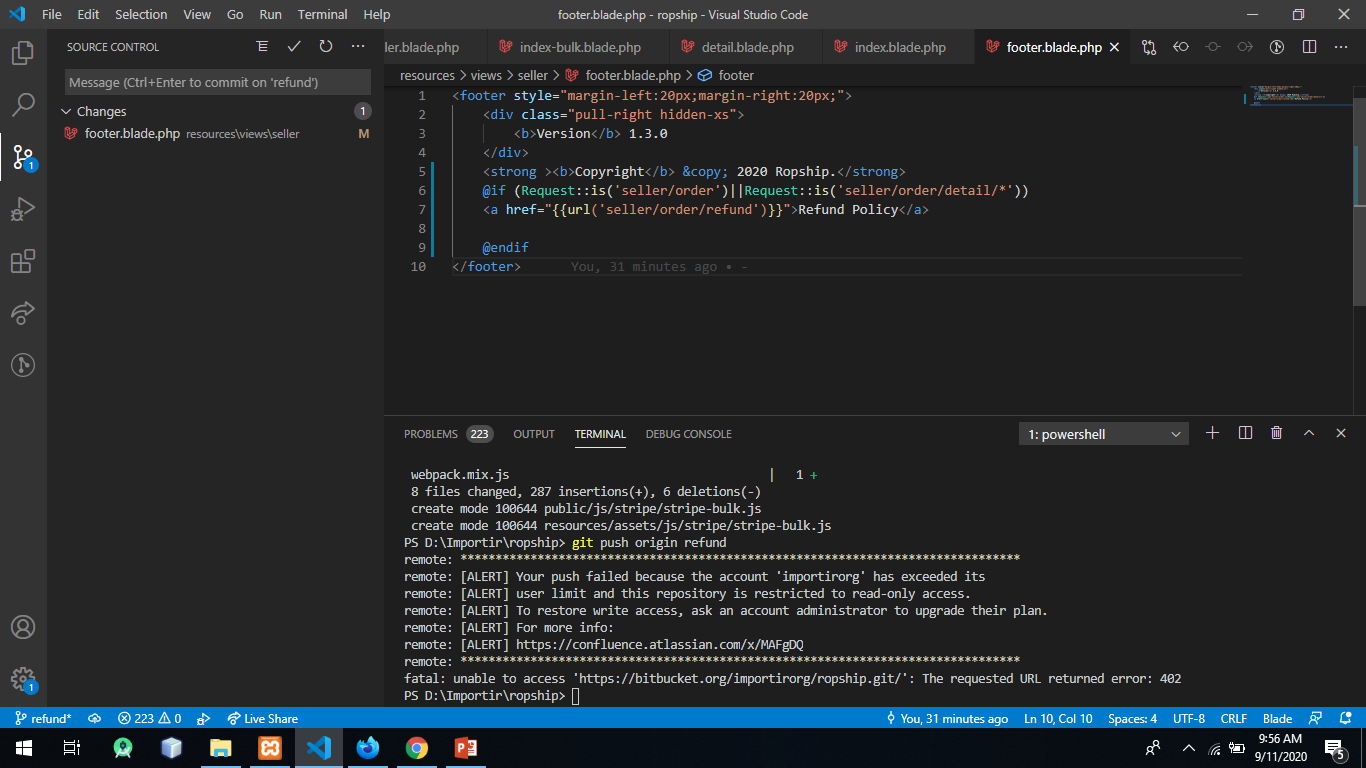 File Edit Selection View Go Run Terminal Help
footer.blade.php - ropship - Visual Studio Code
SOURCE CONTROL
Message (Ctrl+Enter to commit on 'refund')
Changes 1
footer.blade.php resources\views\seller M
1
1
ler.blade.php index-bulk.blade.php detail.blade.php index.blade.php footer.blade.php
resources > views > seller > footer.blade.php > footer
1 <footer style="margin-left:20px;margin-right:20px;">
2 <div class="pull-right hidden-xs">
3 <b>Version</b> 1.3.0
4 </div>
5 <strong ><b>Copyright</b> &copy; 2020 Ropship.</strong>
6 @if (Request::is('seller/order')||Request::is('seller/order/detail/*'))
7 <a href="{{url('seller/order/refund')}}">Refund Policy</a>
8
9 @endif
10 </footer> You, 31 minutes ago • -
PROBLEMS 223 OUTPUT TERMINAL DEBUG CONSOLE 1: powershell
webpack.mix.js | 1 +
8 files changed, 287 insertions(+), 6 deletions(-)
create mode 100644 public/js/stripe/stripe-bulk.js
create mode 100644 resources/assets/js/stripe/stripe-bulk.js
PS D:\Importir\ropship> git push origin refund
remote: ********************************************************************************
remote: [ALERT] Your push failed because the account 'importirorg' has exceeded its
remote: [ALERT] user limit and this repository is restricted to read-only access.
remote: [ALERT] To restore write access, ask an account administrator to upgrade their plan.
remote: [ALERT] For more info:
remote: [ALERT] https://confluence.atlassian.com/x/MAFgDQ
remote: ********************************************************************************
fatal: unable to access 'https://bitbucket.org/importirorg/ropship.git/': The requested URL returned error: 402
PS D:\Importir\ropship>
refund* 223 0 Live Share You, 31 minutes ago Ln 10, Col 10 Spaces: 4 UTF-8 CRLF Blade
9:56 AM
9/11/2020
5